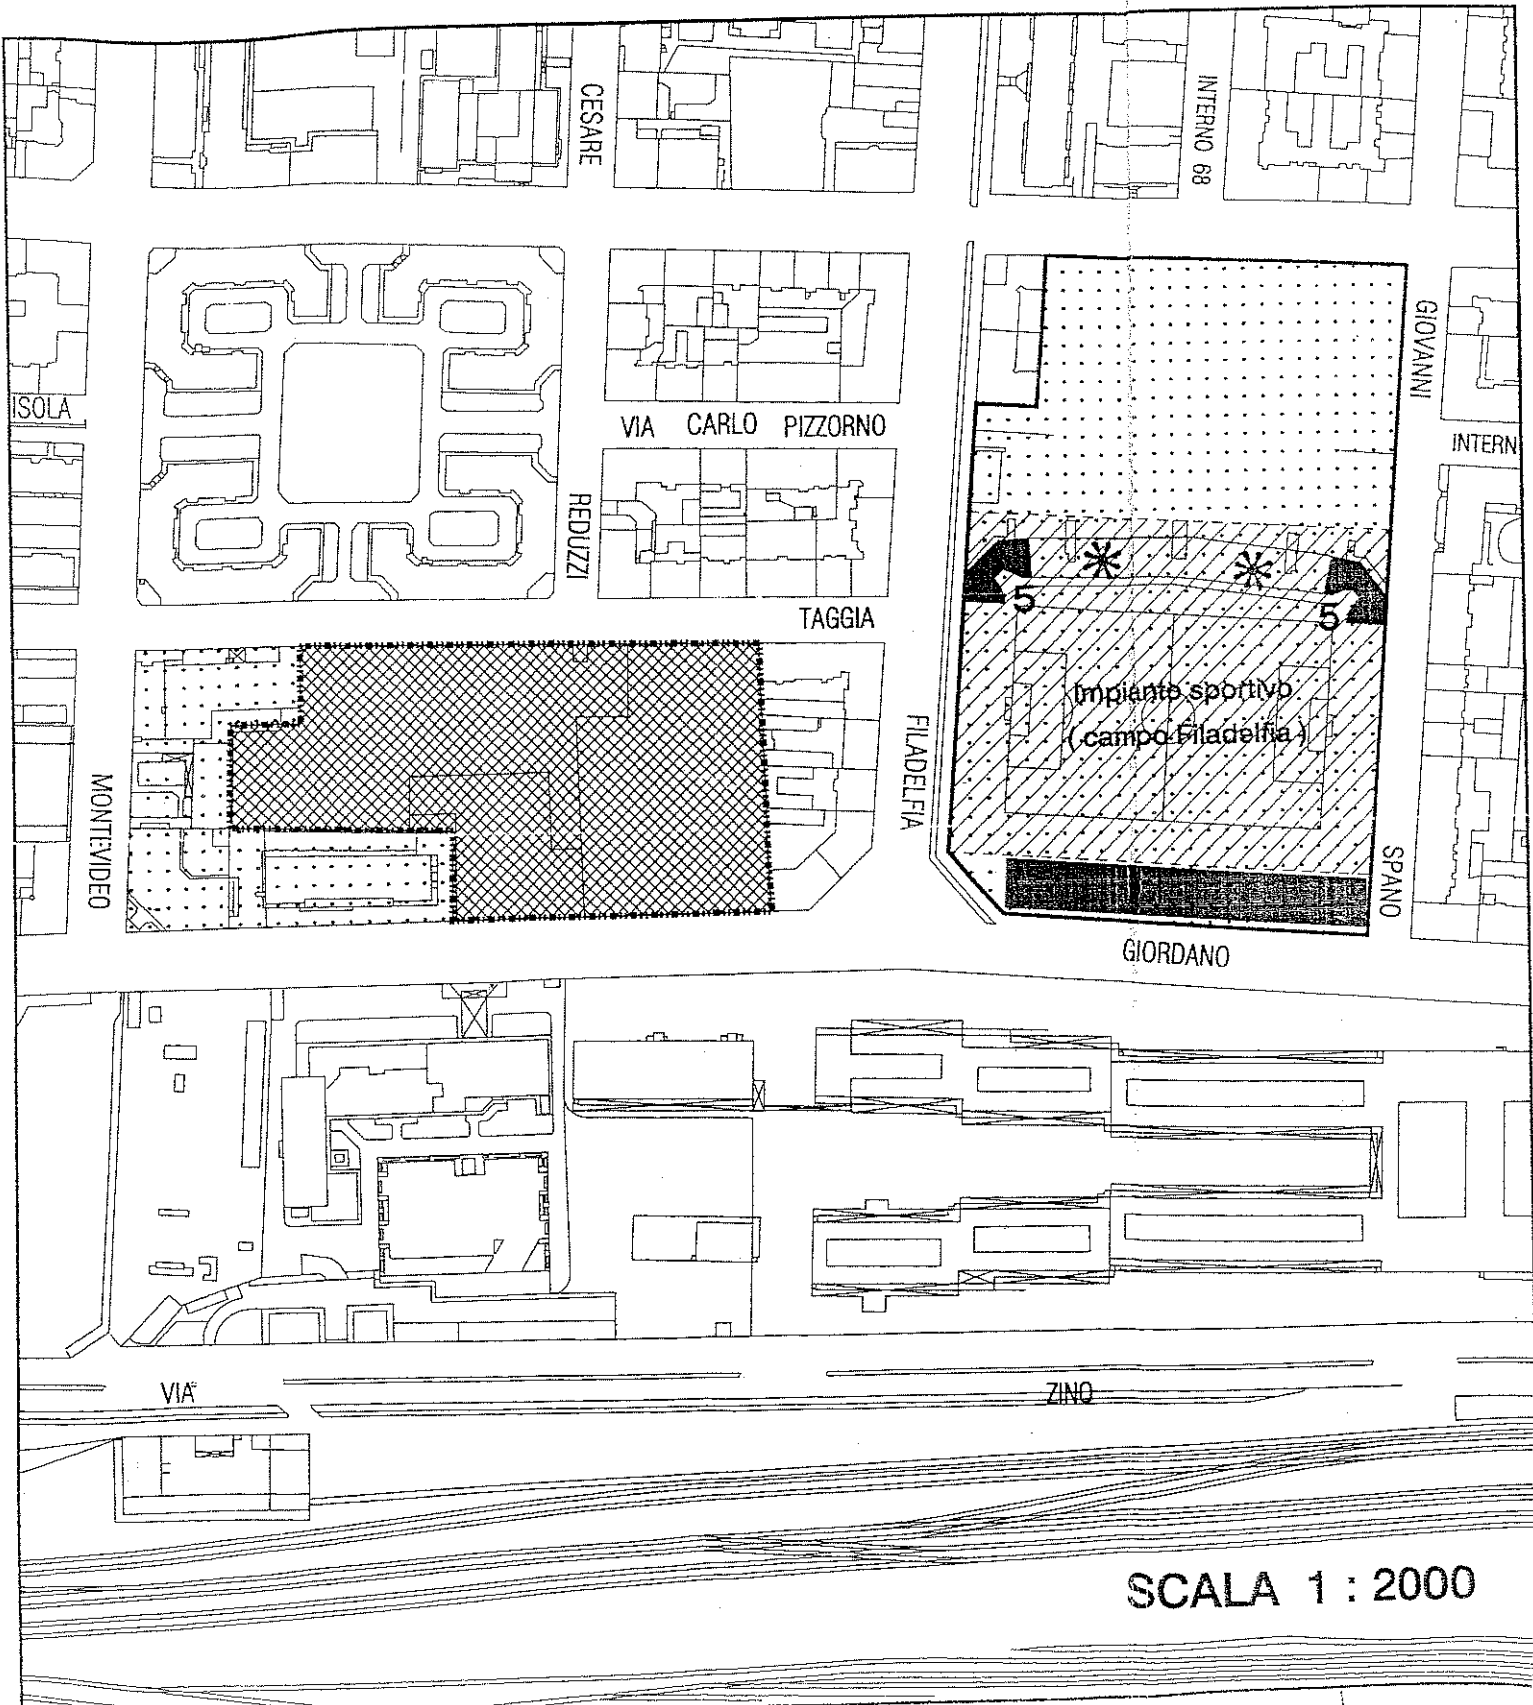 CESARE
INTERNO 68
GIOVANNI
ISOLA
VIA CARLO PIZZORNO
INTERN
REDUZZI
5
5
TAGGIA
Impianto sportivo
( campo Filadelfia )
FILADELFIA
MONTEVIDEO
SPANO
GIORDANO
VIA
ZINO
SCALA 1 : 2000